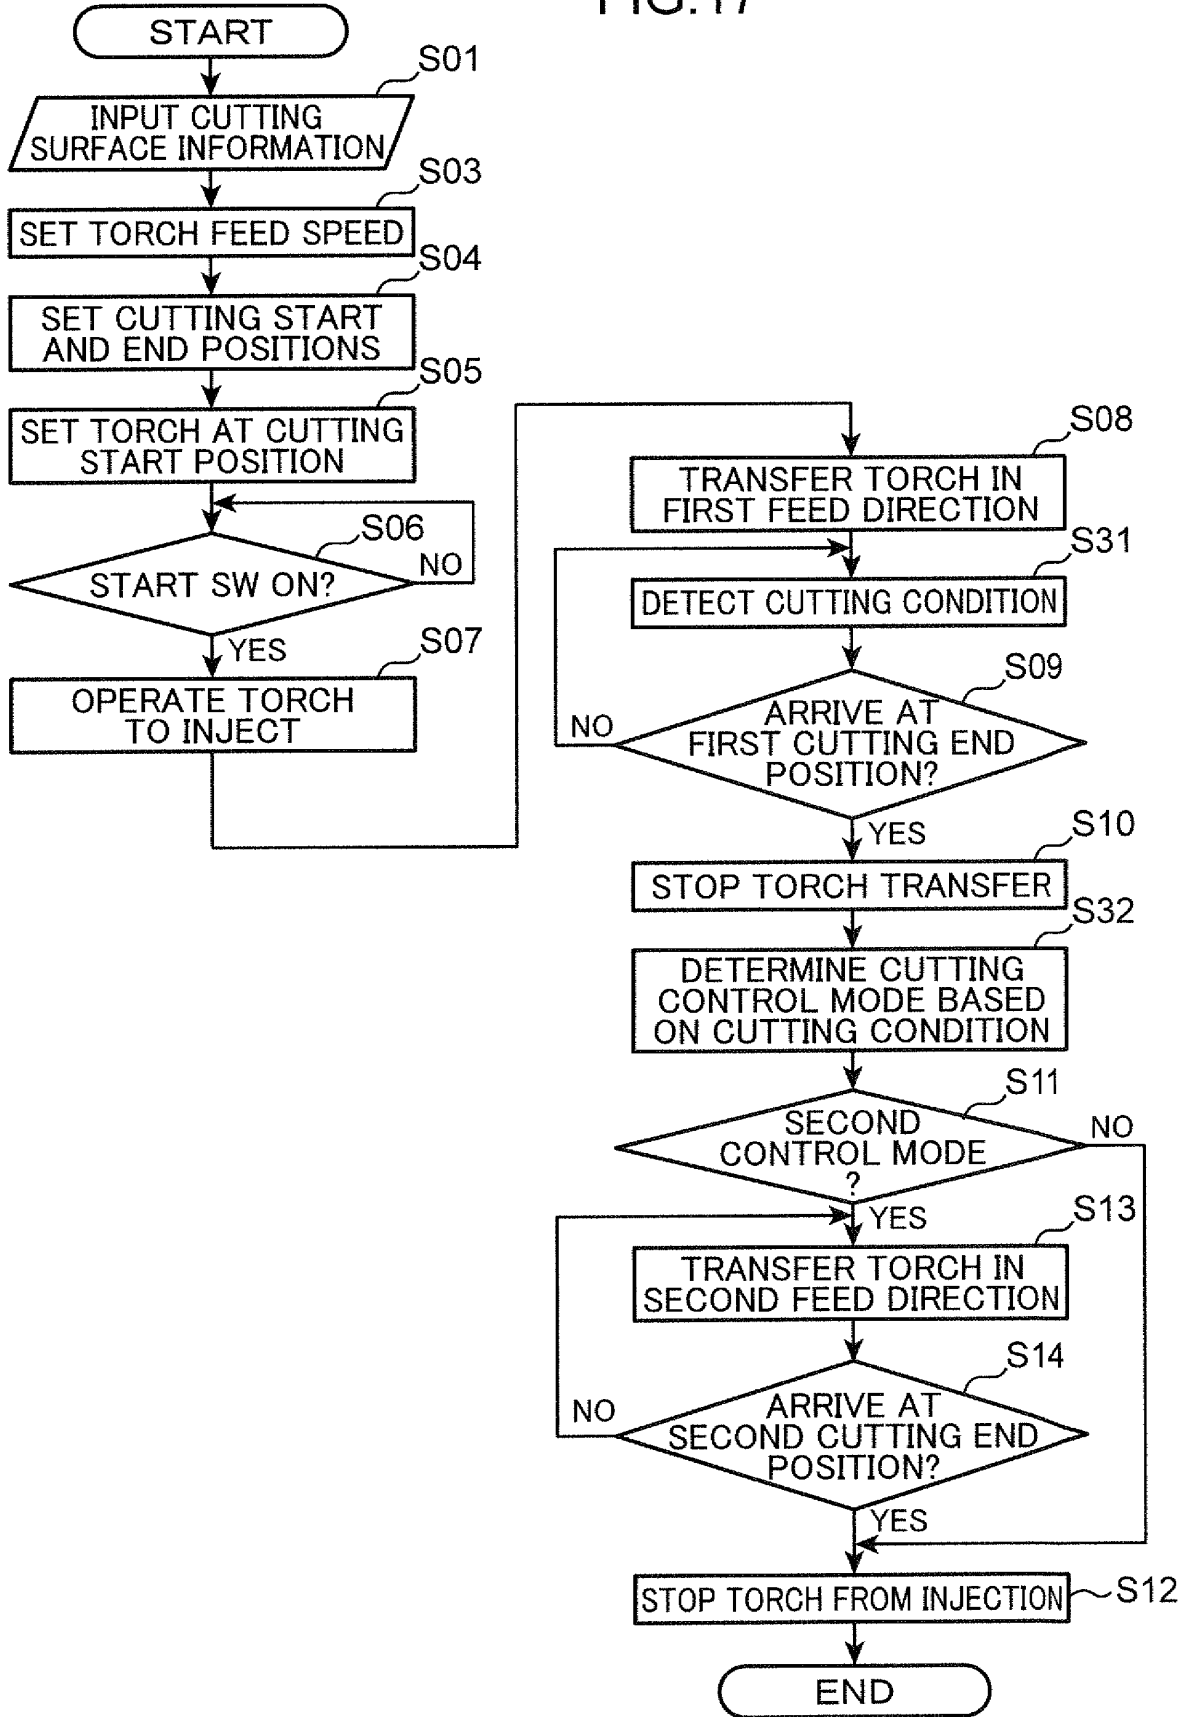 FIG.17
START
S01
INPUT CUTTING
SURFACE INFORMATION
S03
SET TORCH FEED SPEED
S04
SET CUTTING START
AND END POSITIONS
S05
SET TORCH AT CUTTING
START POSITION
S06
START SW ON?
NO
YES
S07
OPERATE TORCH
TO INJECT
S08
TRANSFER TORCH IN
FIRST FEED DIRECTION
S31
DETECT CUTTING CONDITION
S09
ARRIVE AT
FIRST CUTTING END
POSITION?
NO
YES
S10
STOP TORCH TRANSFER
S32
DETERMINE CUTTING
CONTROL MODE BASED
ON CUTTING CONDITION
S11
SECOND
CONTROL MODE
?
NO
YES
S13
TRANSFER TORCH IN
SECOND FEED DIRECTION
S14
ARRIVE AT
SECOND CUTTING END
POSITION?
NO
YES
STOP TORCH FROM INJECTION
S12
END